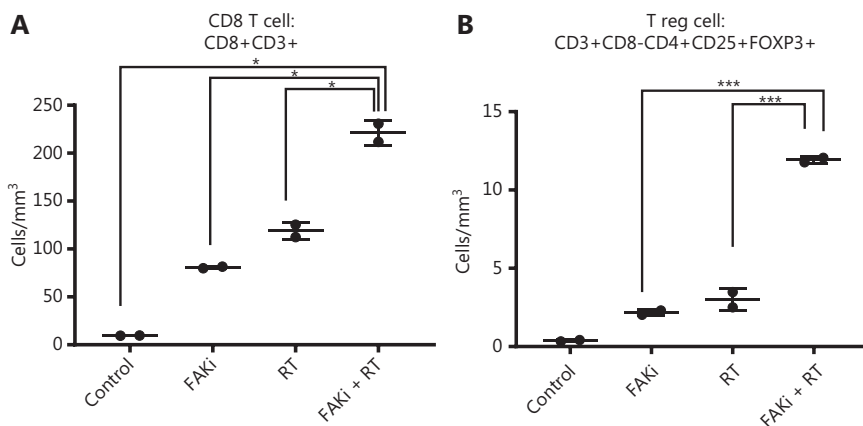 A
CD8 T cell:
CD8+CD3+
*
*
*
250
200
150
100
50
0
Cells/mm³
Control
FAKi
RT
FAKi + RT
B
T reg cell:
CD3+CD8-CD4+CD25+FOXP3+
***
***
15
10
5
0
Cells/mm³
Control
FAKi
RT
FAKi + RT